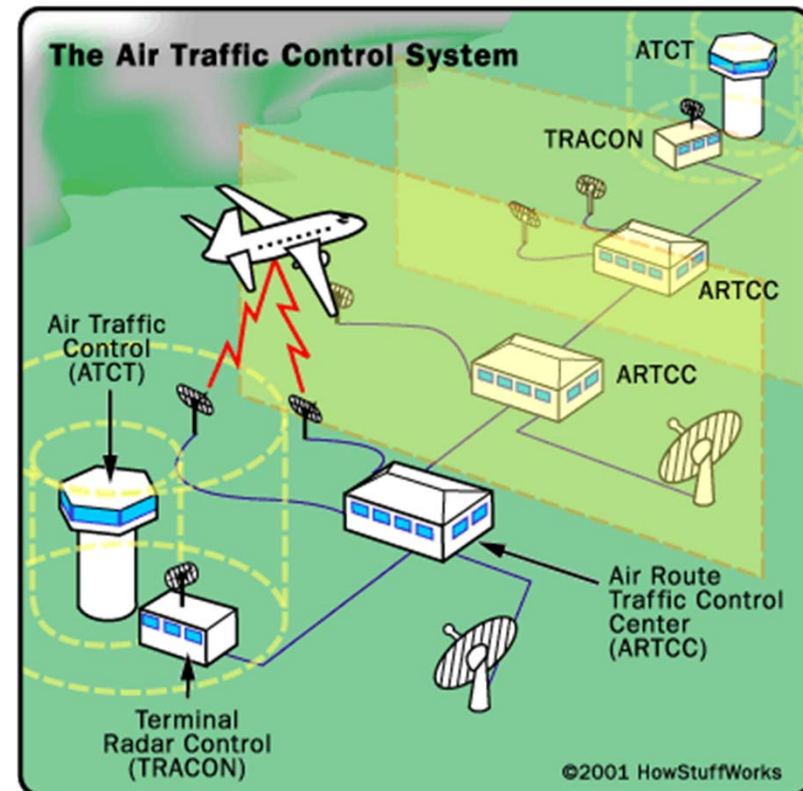 The Air Traffic Control System
ATCT
TRACON
ARTCC
ARTCC
Air Traffic
Control
(ATCT)
Air Route
Traffic Control
Center
(ARTCC)
Terminal
Radar Control
(TRACON)
©2001 HowStuffWorks